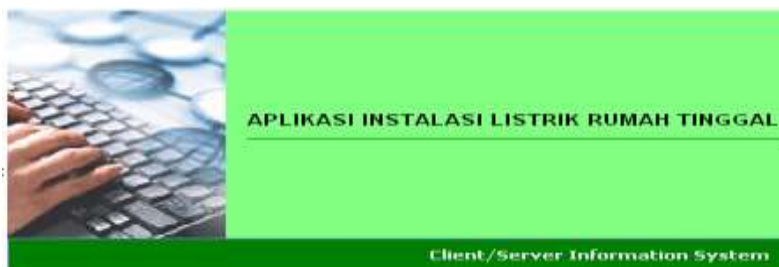 APLIKASI INSTALASI LISTRIK RUMAH TINGGAL
Client/Server Information System